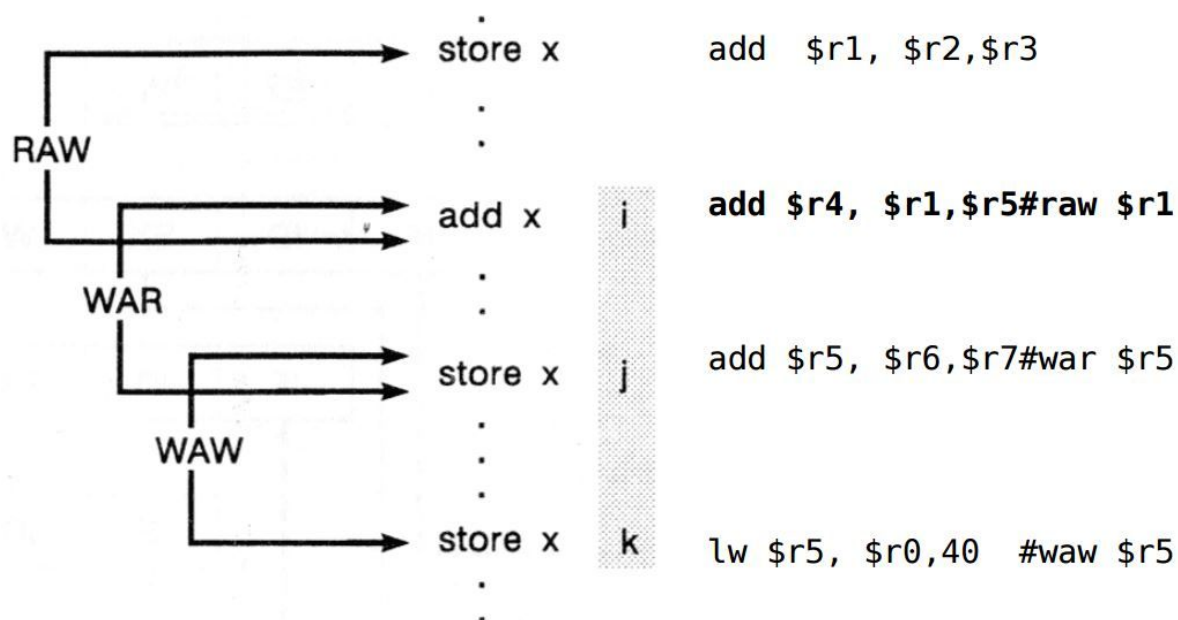 store x add $r1, $r2,$r3
RAW
add x i add $r4, $r1,$r5#raw $r1
WAR
store x j add $r5, $r6,$r7#war $r5
WAW
store x k lw $r5, $r0,40 #waw $r5